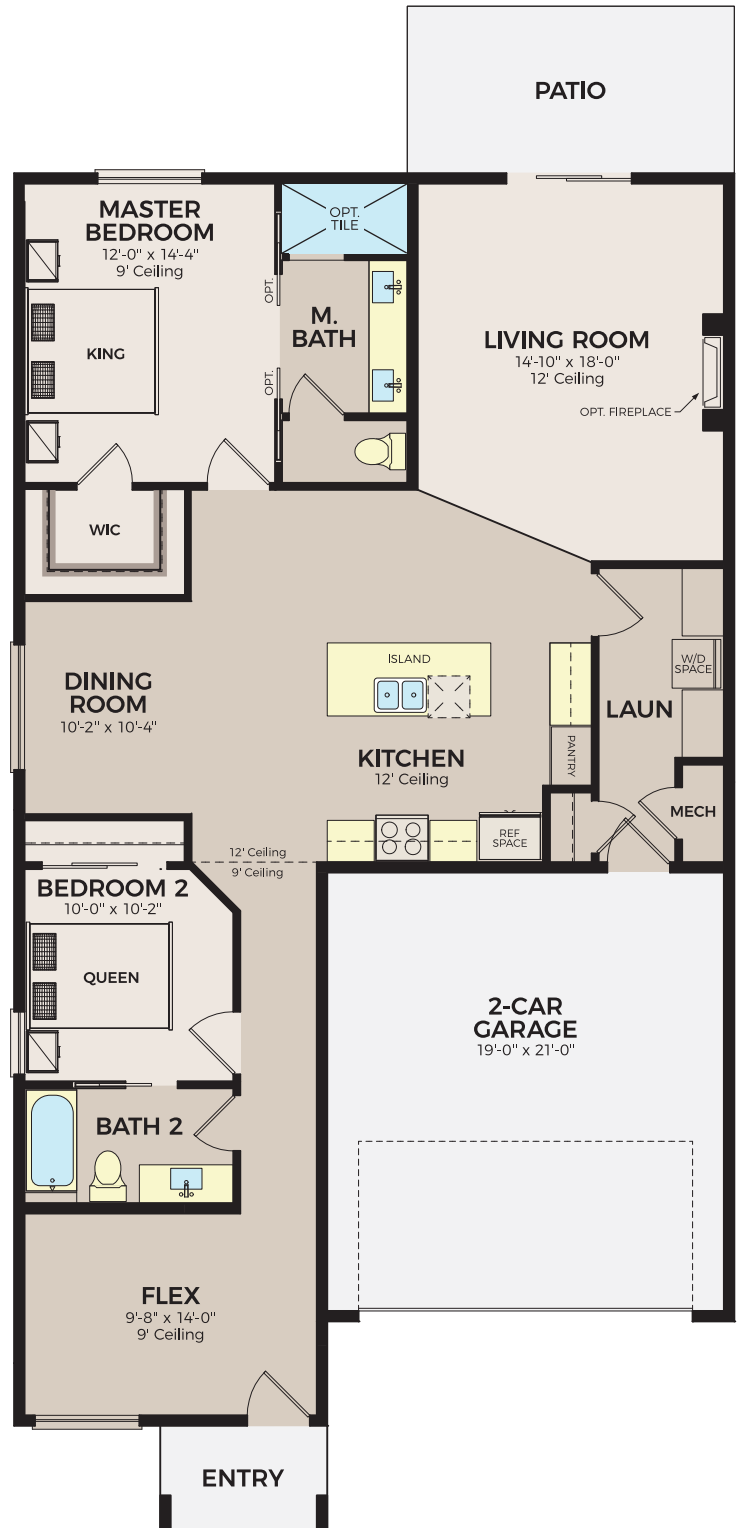 PATIO
MASTER
BEDROOM
12'-0" x 14'-4"
9' Ceiling
OPT.
TILE
OPT.
M.
BATH
KING
OPT.
LIVING ROOM
14'-10" x 18'-0"
12' Ceiling
OPT. FIREPLACE
WIC
DINING
ROOM
10'-2" x 10'-4"
ISLAND
W/D
SPACE
LAUN
KITCHEN
12' Ceiling
PANTRY
MECH
REF
SPACE
12' Ceiling
9' Ceiling
BEDROOM 2
10'-0" x 10'-2"
QUEEN
2-CAR
GARAGE
19'-0" x 21'-0"
BATH 2
FLEX
9'-8" x 14'-0"
9' Ceiling
ENTRY